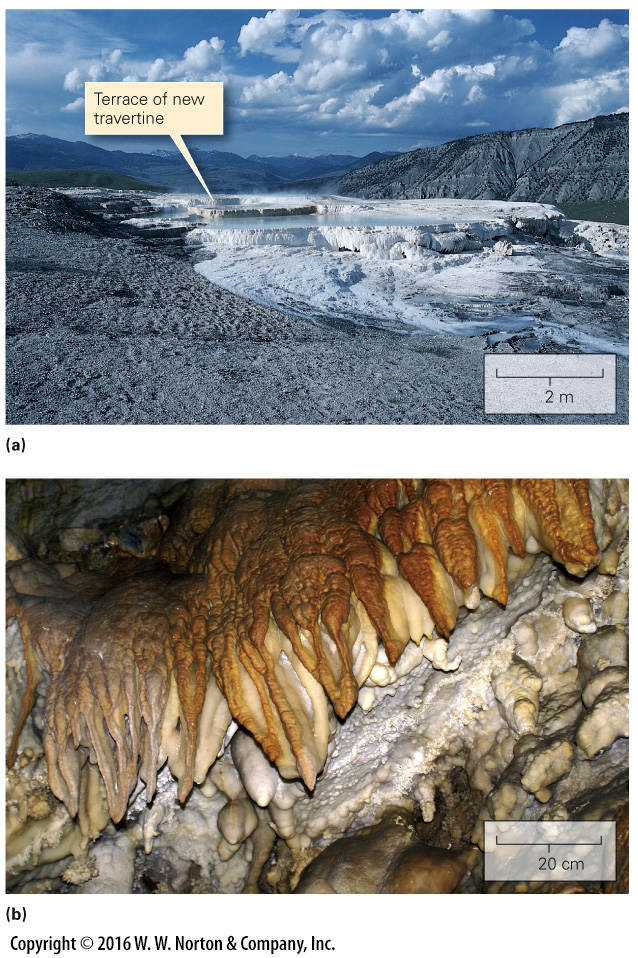 Terrace of new
travertine
2 m
(a)
20 cm
(b)
Copyright © 2016 W. W. Norton & Company, Inc.